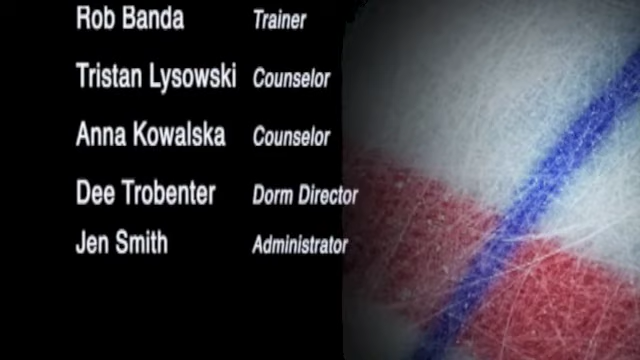 Rob Banda Trainer
Tristan Lysowski Counselor
Anna Kowalska Counselor
Dee Trobenter Dorm Director
Jen Smith Administrator